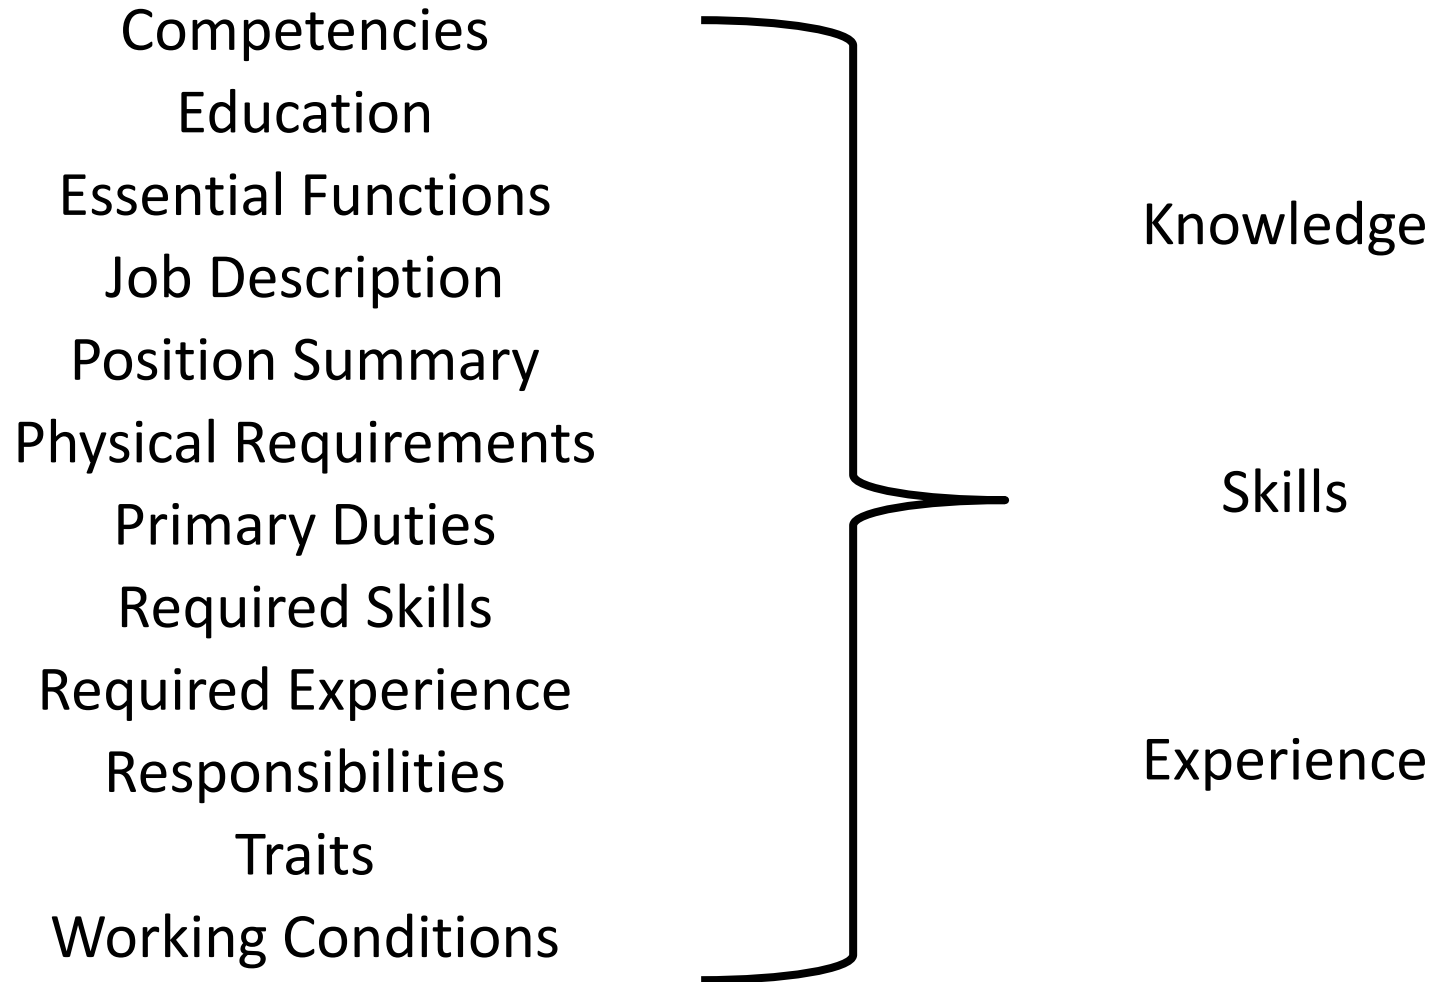 Competencies
Education
Essential Functions
Job Description
Position Summary
Physical Requirements
Primary Duties
Required Skills
Required Experience
Responsibilities
Traits
Working Conditions
Knowledge
Skills
Experience